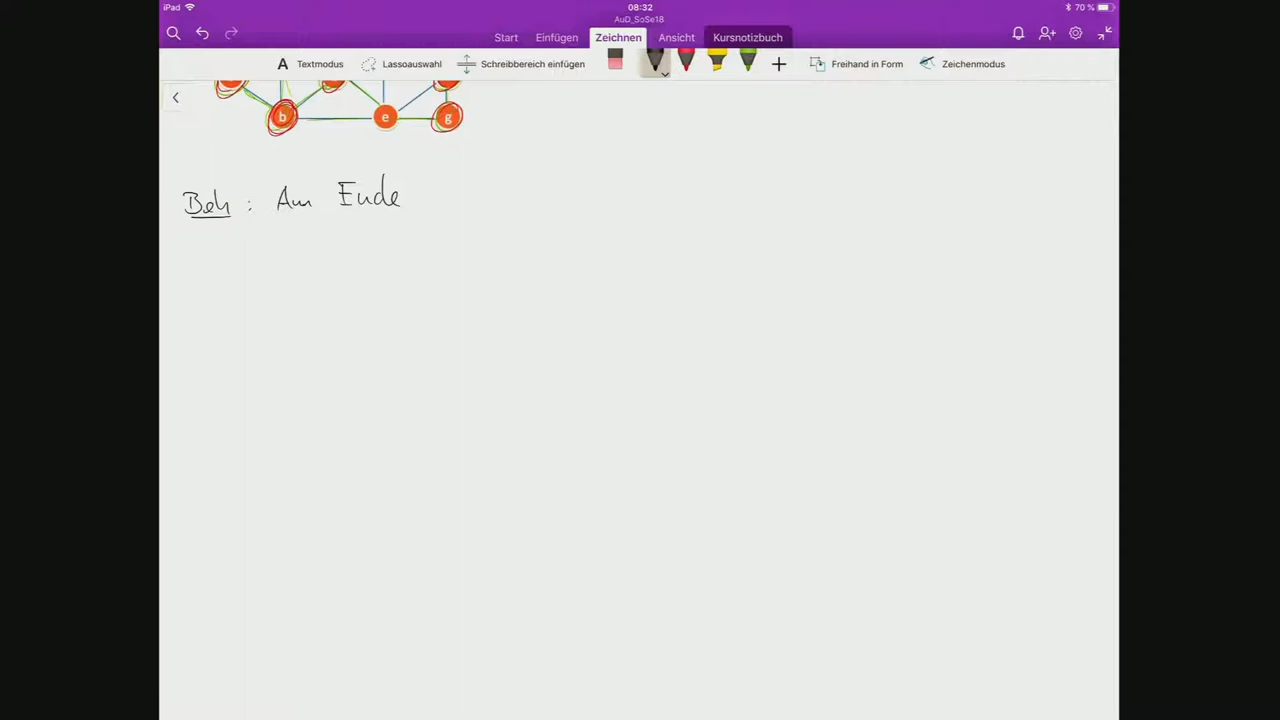 iPad 08:32 70 %
AuD_SoSe18
Start Einfügen Zeichnen Ansicht Kursnotizbuch
A Textmodus Lassoauswahl Schreibbereich einfügen Freihand in Form Zeichenmodus
b e g
Beh : Am Ende